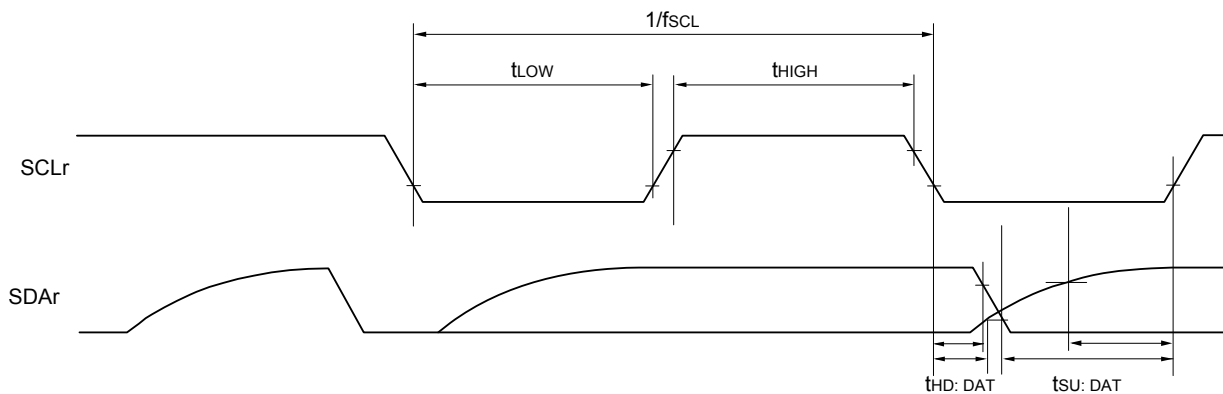 1/fSCL
tLOW
tHIGH
SCLr
SDAr
tHD: DAT
tSU: DAT